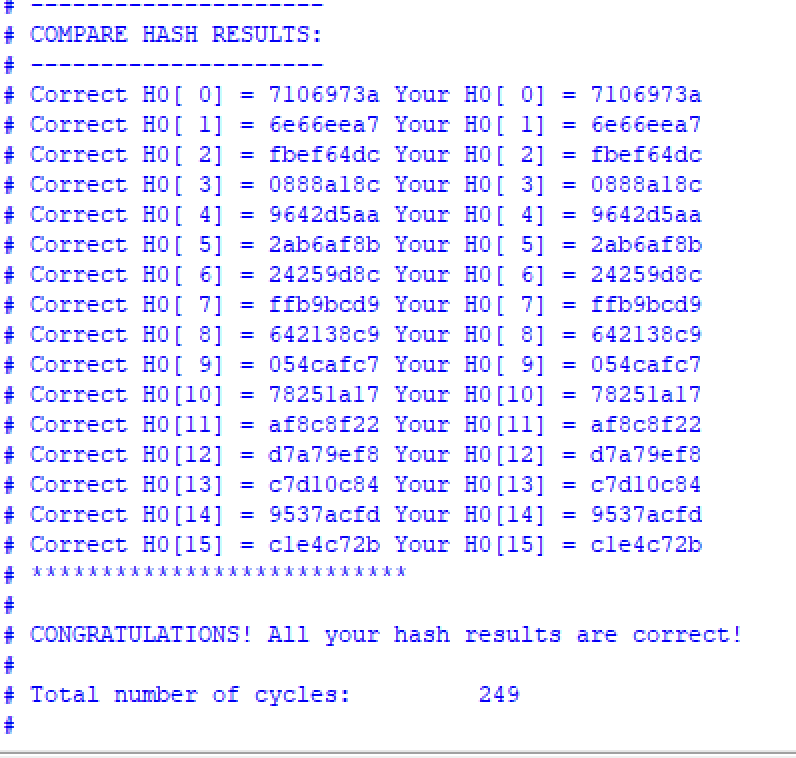 # ---------------------
# COMPARE HASH RESULTS:
# ---------------------
# Correct H0[ 0] = 7106973a Your H0[ 0] = 7106973a
# Correct H0[ 1] = 6e66eea7 Your H0[ 1] = 6e66eea7
# Correct H0[ 2] = fbef64dc Your H0[ 2] = fbef64dc
# Correct H0[ 3] = 0888a18c Your H0[ 3] = 0888a18c
# Correct H0[ 4] = 9642d5aa Your H0[ 4] = 9642d5aa
# Correct H0[ 5] = 2ab6af8b Your H0[ 5] = 2ab6af8b
# Correct H0[ 6] = 24259d8c Your H0[ 6] = 24259d8c
# Correct H0[ 7] = ffb9bcd9 Your H0[ 7] = ffb9bcd9
# Correct H0[ 8] = 642138c9 Your H0[ 8] = 642138c9
# Correct H0[ 9] = 054cafc7 Your H0[ 9] = 054cafc7
# Correct H0[10] = 78251a17 Your H0[10] = 78251a17
# Correct H0[11] = af8c8f22 Your H0[11] = af8c8f22
# Correct H0[12] = d7a79ef8 Your H0[12] = d7a79ef8
# Correct H0[13] = c7d10c84 Your H0[13] = c7d10c84
# Correct H0[14] = 9537acfd Your H0[14] = 9537acfd
# Correct H0[15] = c1e4c72b Your H0[15] = c1e4c72b
# ***************************
#
# CONGRATULATIONS! All your hash results are correct!
#
# Total number of cycles:         249
#